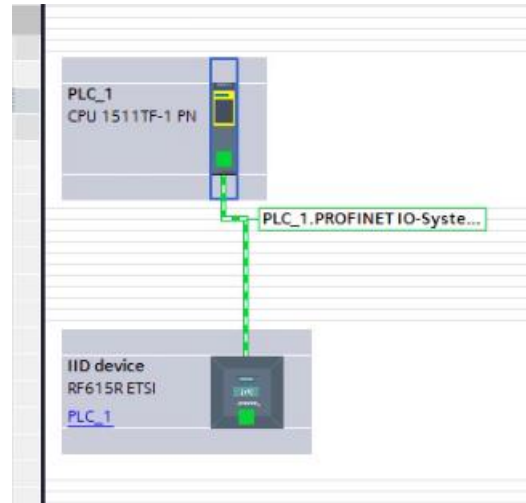 PLC_1
CPU 1511TF-1 PN
PLC_1.PROFINET IO-Syste...
IID device
RF615R ETSI
PLC_1